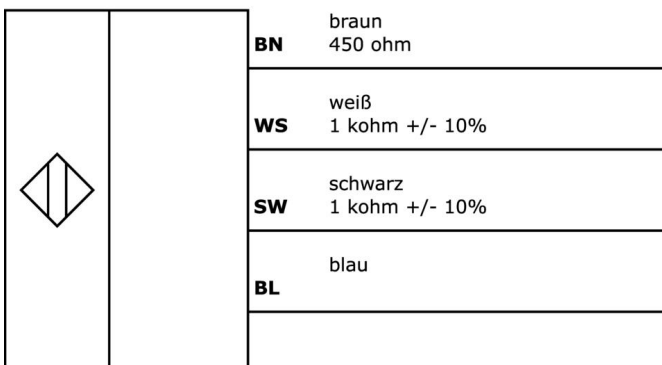 braun
BN 450 ohm
weiß
WS 1 kohm +/- 10%
schwarz
SW 1 kohm +/- 10%
blau
BL